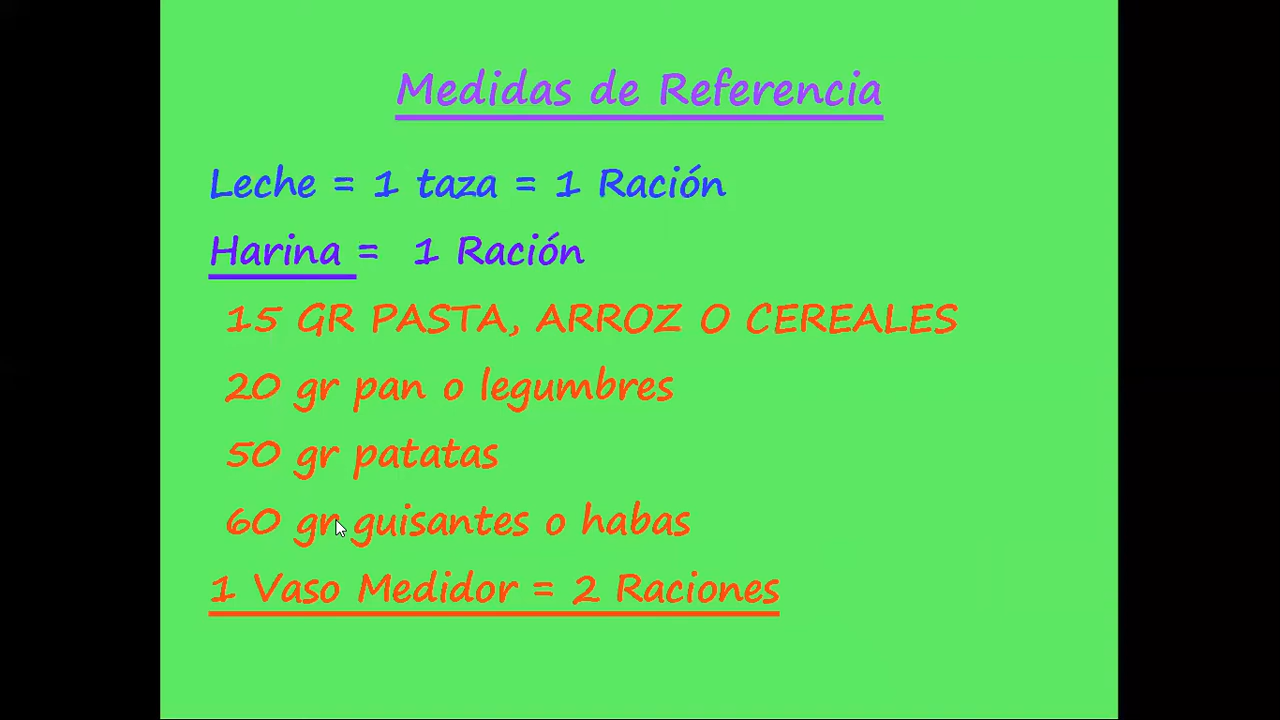 Medidas de Referencia
Leche = 1 taza = 1 Ración
Harina = 1 Ración
15 GR PASTA, ARROZ O CEREALES
20 gr pan o legumbres
50 gr patatas
60 gr guisantes o habas
1 Vaso Medidor = 2 Raciones